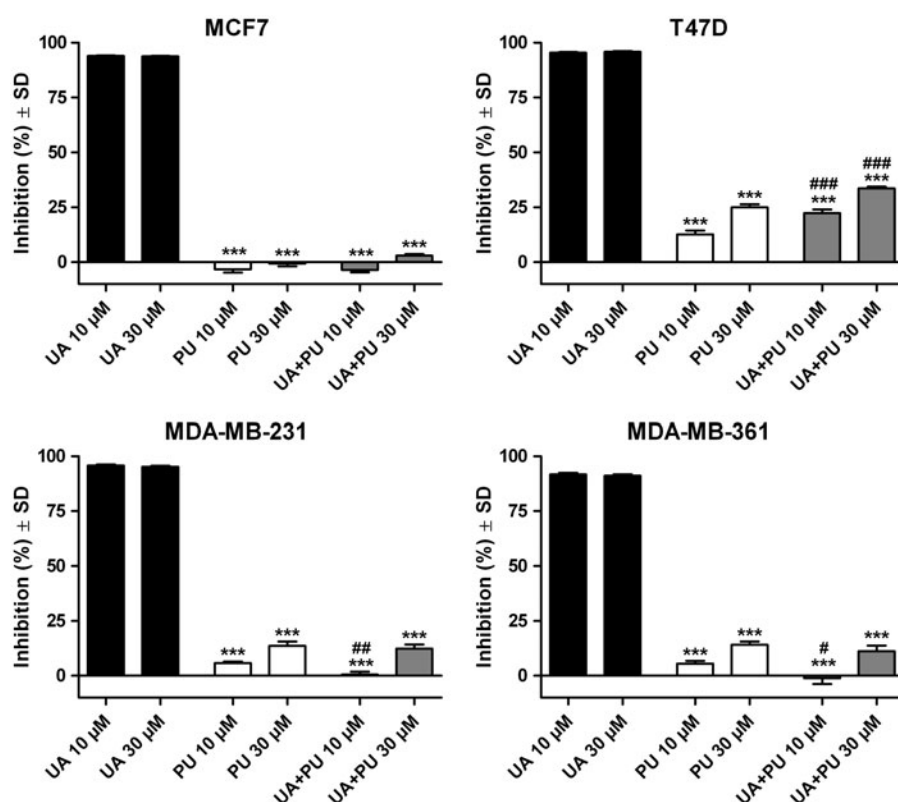 MCF7
Inhibition (%) ± SD
100
75
50
25
0
***
***
***
***
UA 10 µM
UA 30 µM
PU 10 µM
PU 30 µM
UA+PU 10 µM
UA+PU 30 µM
T47D
Inhibition (%) ± SD
100
75
50
25
0
***
***
###
***
###
***
UA 10 µM
UA 30 µM
PU 10 µM
PU 30 µM
UA+PU 10 µM
UA+PU 30 µM
MDA-MB-231
Inhibition (%) ± SD
100
75
50
25
0
***
***
##
***
***
UA 10 µM
UA 30 µM
PU 10 µM
PU 30 µM
UA+PU 10 µM
UA+PU 30 µM
MDA-MB-361
Inhibition (%) ± SD
100
75
50
25
0
***
***
#
***
***
UA 10 µM
UA 30 µM
PU 10 µM
PU 30 µM
UA+PU 10 µM
UA+PU 30 µM